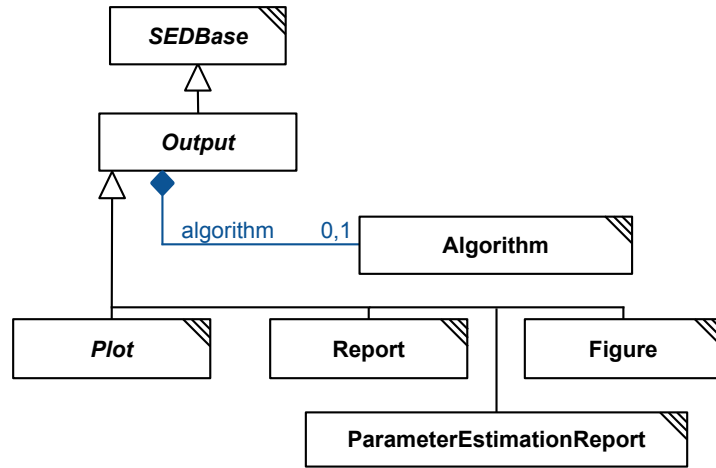 SEDBase
Output
algorithm 0,1
Algorithm
Plot
Report
Figure
ParameterEstimationReport